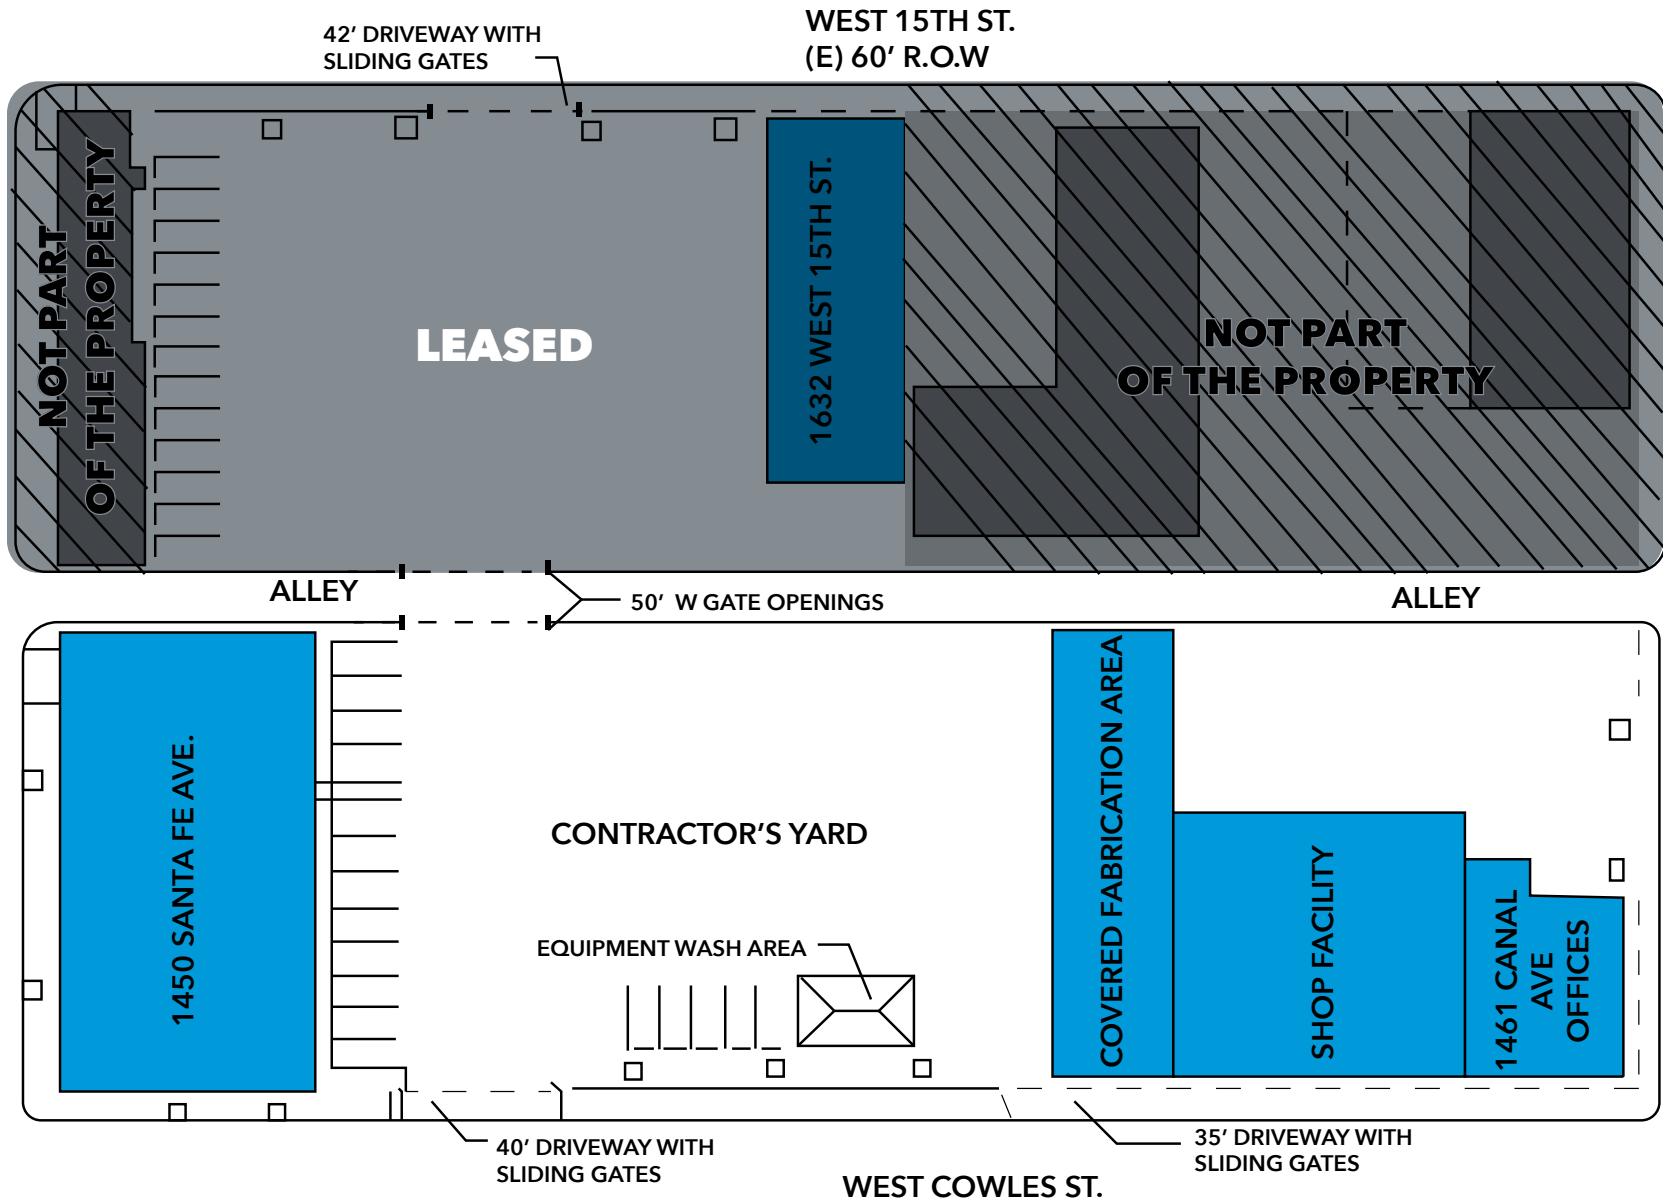 WEST 15TH ST.
(E) 60' R.O.W
42' DRIVEWAY WITH
SLIDING GATES
NOT PART
OF THE PROPERTY
LEASED
1632 WEST 15TH ST.
NOT PART
OF THE PROPERTY
ALLEY
50' W GATE OPENINGS
ALLEY
1450 SANTA FE AVE.
CONTRACTOR'S YARD
EQUIPMENT WASH AREA
COVERED FABRICATION AREA
SHOP FACILITY
1461 CANAL
AVE
OFFICES
40' DRIVEWAY WITH
SLIDING GATES
35' DRIVEWAY WITH
SLIDING GATES
WEST COWLES ST.